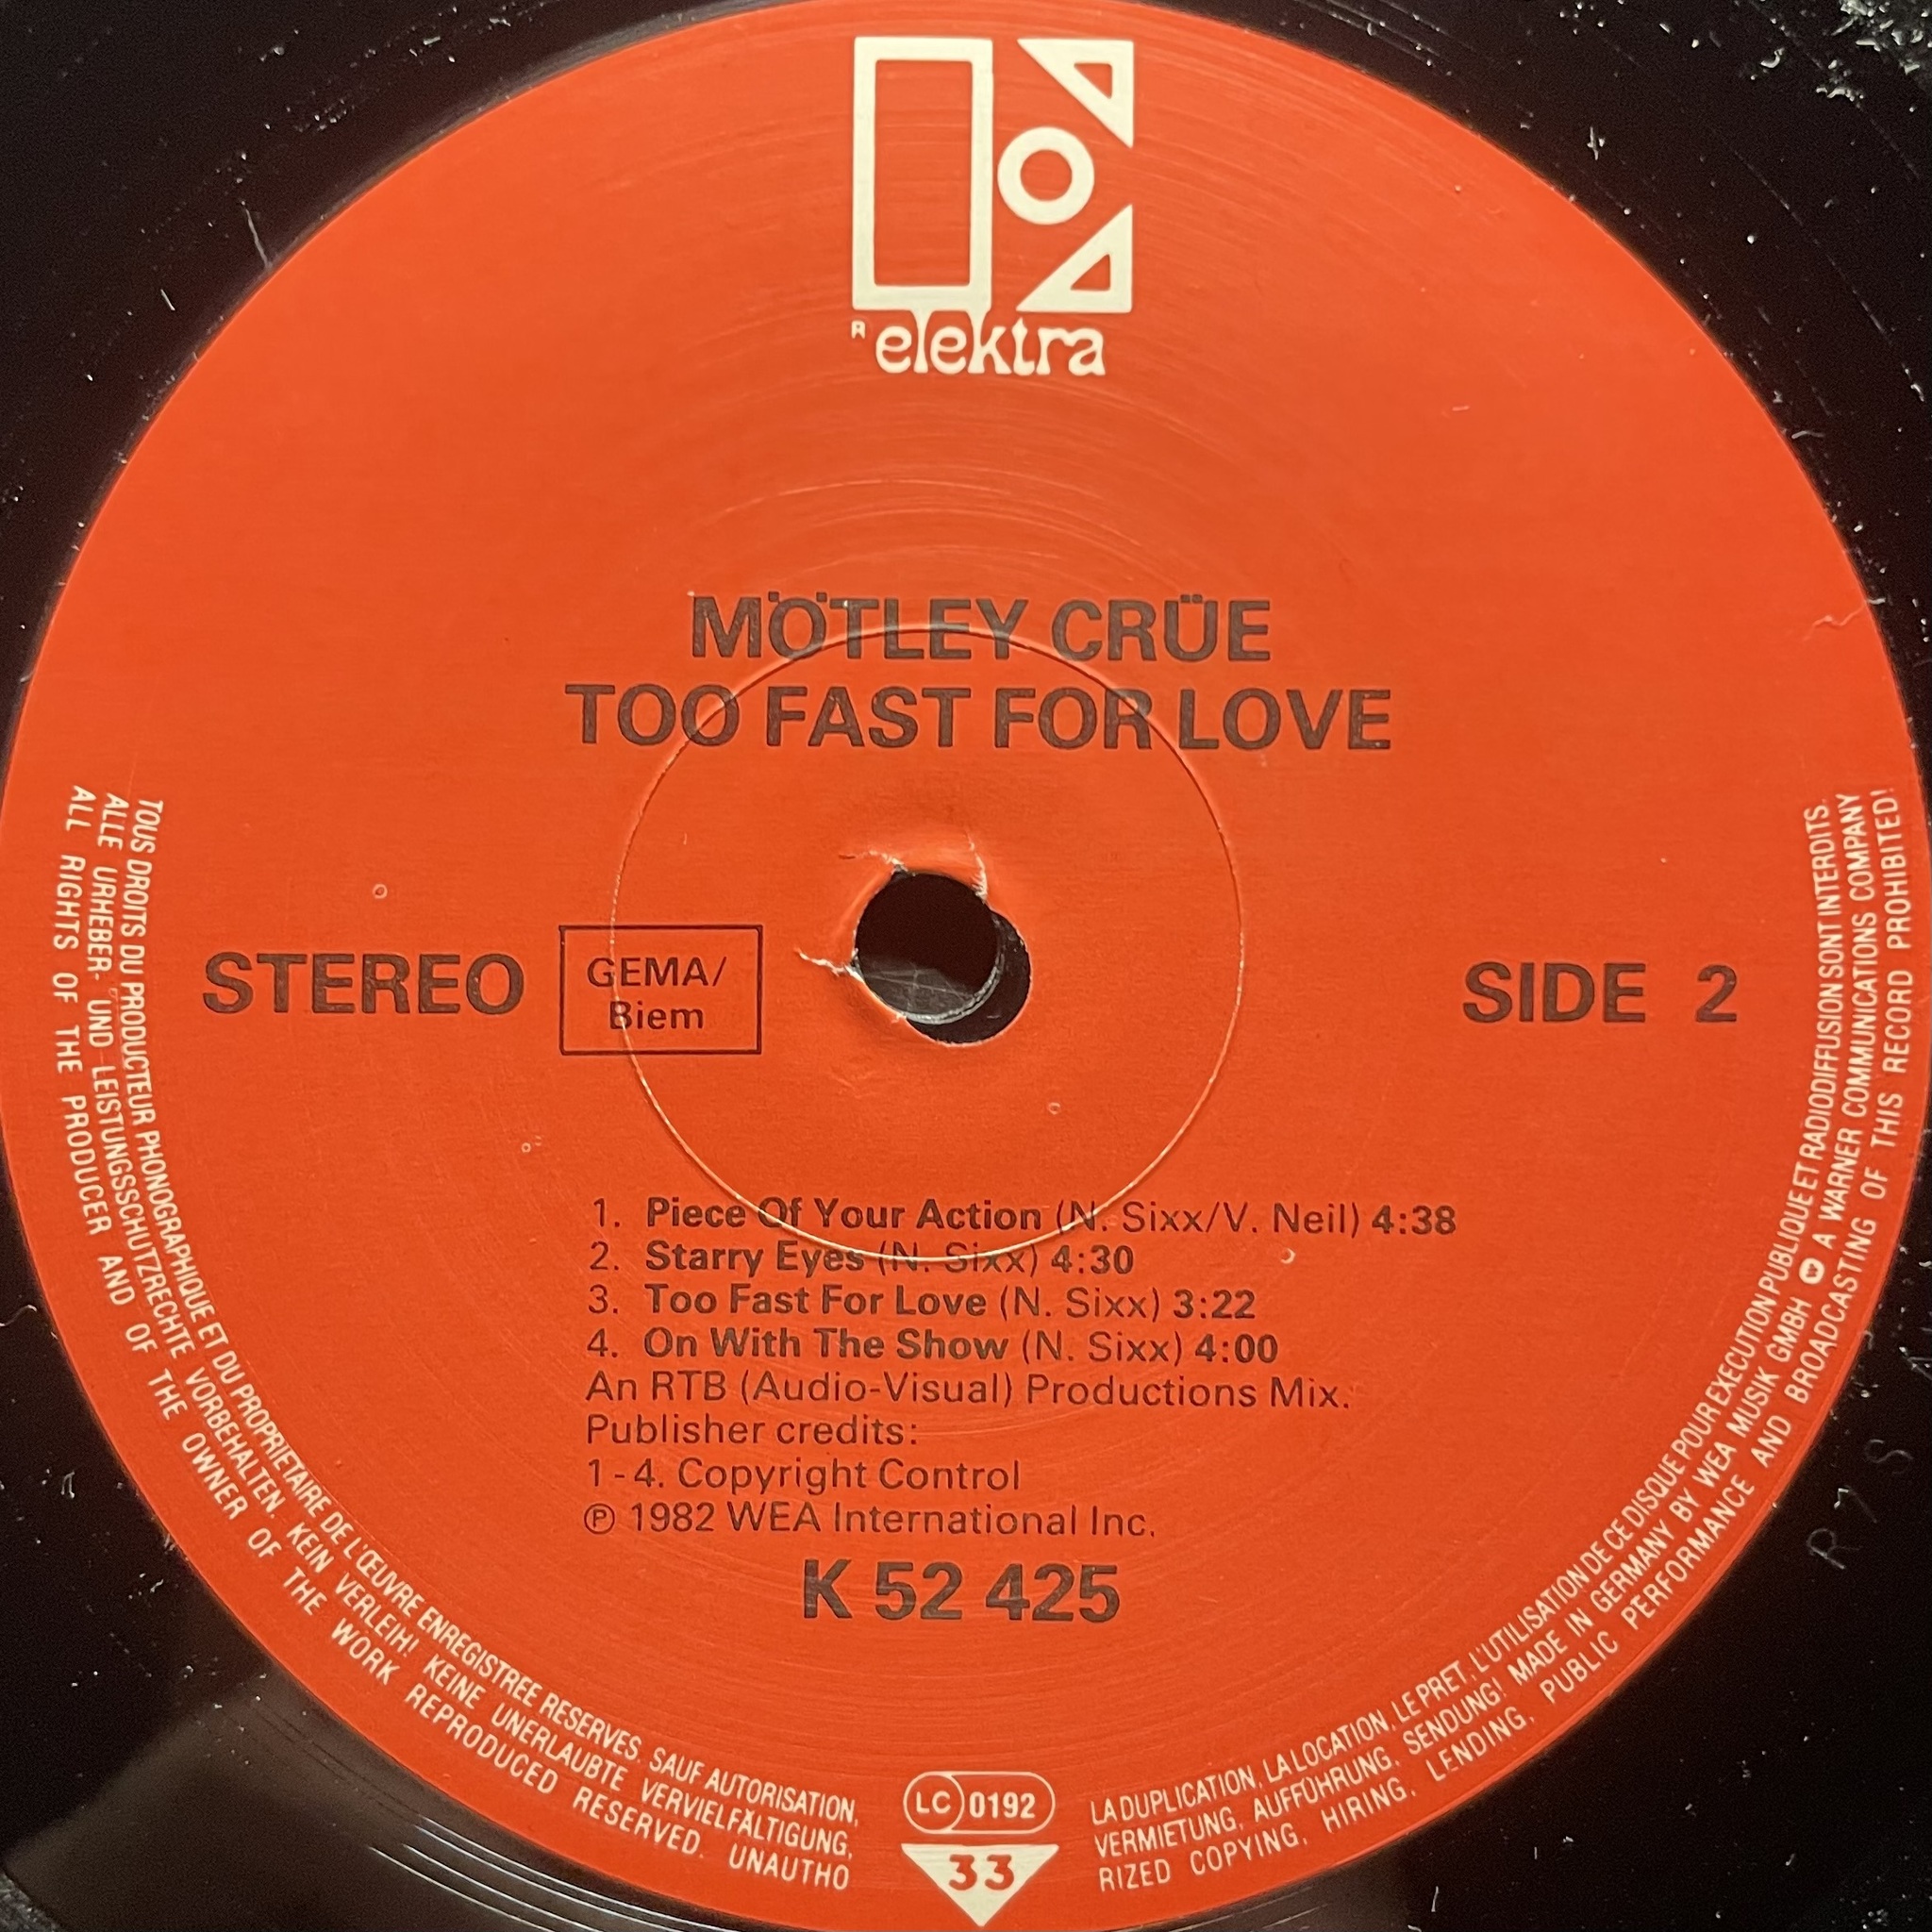 R elektra
MÖTLEY CRÜE
TOO FAST FOR LOVE
STEREO
GEMA/
Biem
SIDE 2
1. Piece Of Your Action (N. Sixx/V. Neil) 4:38
2. Starry Eyes (N. Sixx) 4:30
3. Too Fast For Love (N. Sixx) 3:22
4. On With The Show (N. Sixx) 4:00
An RTB (Audio-Visual) Productions Mix.
Publisher credits:
1-4. Copyright Control
℗ 1982 WEA International Inc.
K 52 425
TOUS DROITS DU PRODUCTEUR PHONOGRAPHIQUE ET DU PROPRIETAIRE DE L'ŒUVRE ENREGISTREE RESERVES. SAUF AUTORISATION,
LA DUPLICATION, LA LOCATION, LE PRET, L'UTILISATION DE CE DISQUE POUR EXECUTION PUBLIQUE ET RADIODIFFUSION SONT INTERDITS.
ALLE URHEBER- UND LEISTUNGSSCHUTZRECHTE VORBEHALTEN. KEIN VERLEIH! KEINE UNERLAUBTE VERVIELFÄLTIGUNG,
VERMIETUNG, AUFFÜHRUNG, SENDUNG! MADE IN GERMANY BY WEA MUSIK GMBH W A WARNER COMMUNICATIONS COMPANY
ALL RIGHTS OF THE PRODUCER AND OF THE OWNER OF THE WORK REPRODUCED RESERVED. UNAUTHO
RIZED COPYING, HIRING, LENDING, PUBLIC PERFORMANCE AND BROADCASTING OF THIS RECORD PROHIBITED!
LC 0192
33